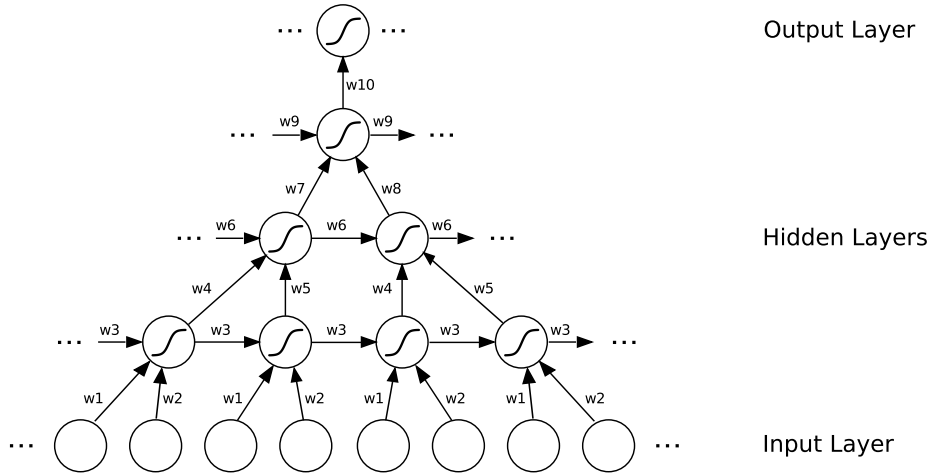 ... ... Output Layer
w10
... w9 w9 ...
w7 w8
... w6 w6 w6 ... Hidden Layers
w4 w5 w4 w5
... w3 w3 w3 w3 w3 ...
w1 w2 w1 w2 w1 w2 w1 w2
... ... Input Layer